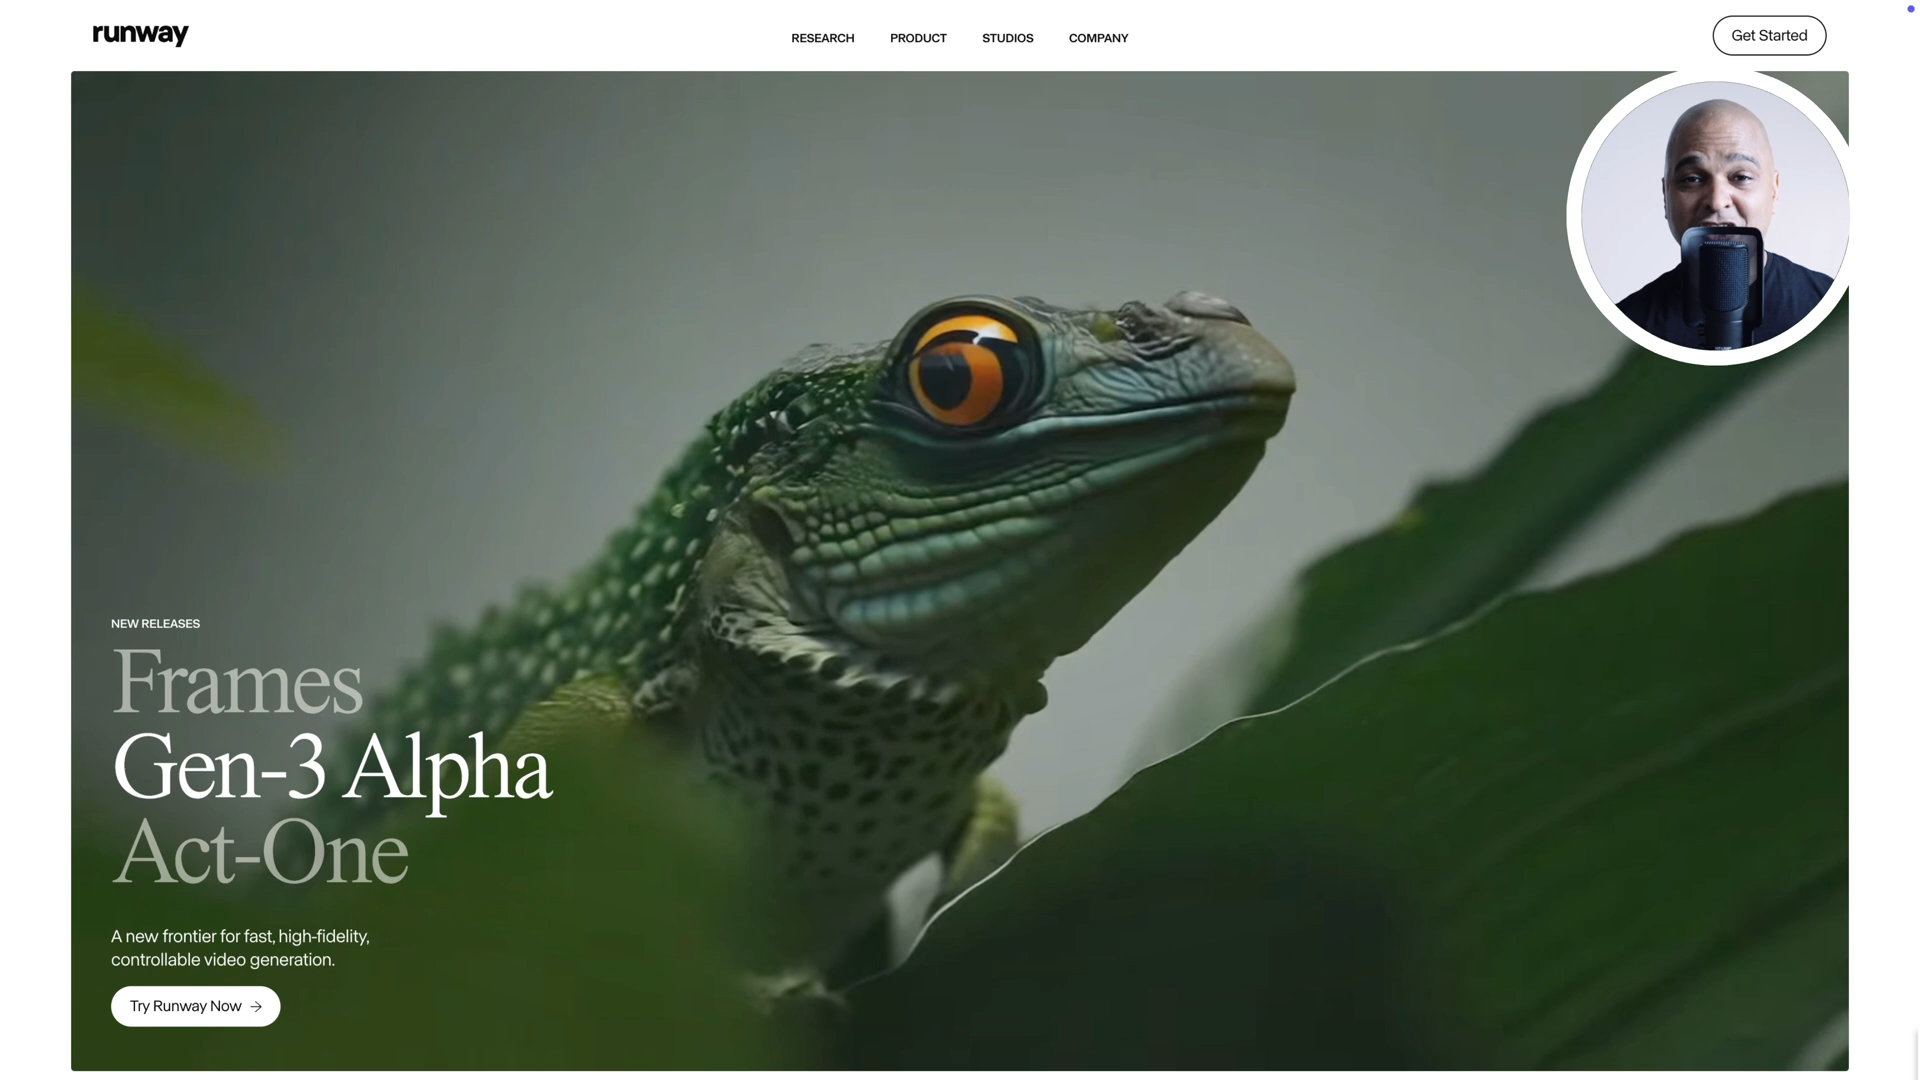 runway
RESEARCH
PRODUCT
STUDIOS
COMPANY
Get Started
NEW RELEASES
Frames
Gen-3 Alpha
Act-One
A new frontier for fast, high-fidelity,
controllable video generation.
Try Runway Now →